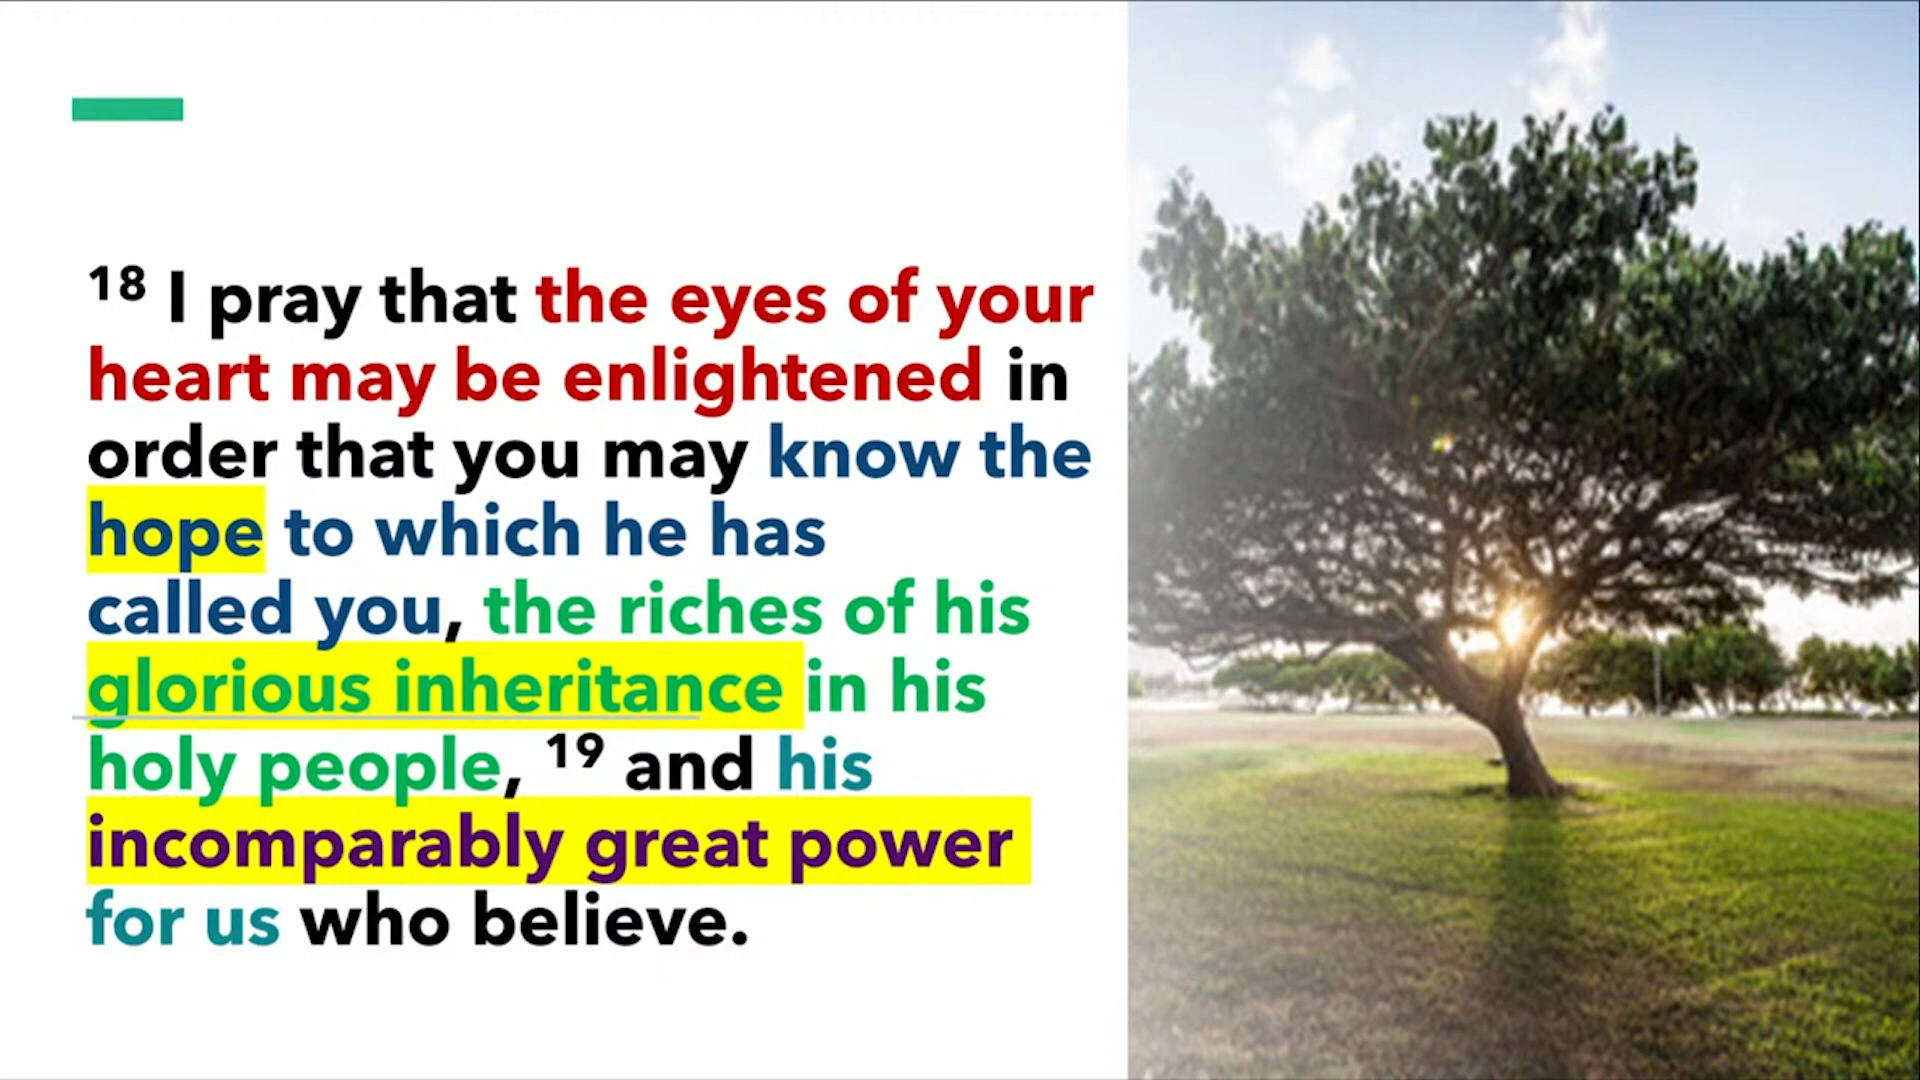 18 I pray that the eyes of your
heart may be enlightened in
order that you may know the
hope to which he has
called you, the riches of his
glorious inheritance in his
holy people, 19 and his
incomparably great power
for us who believe.